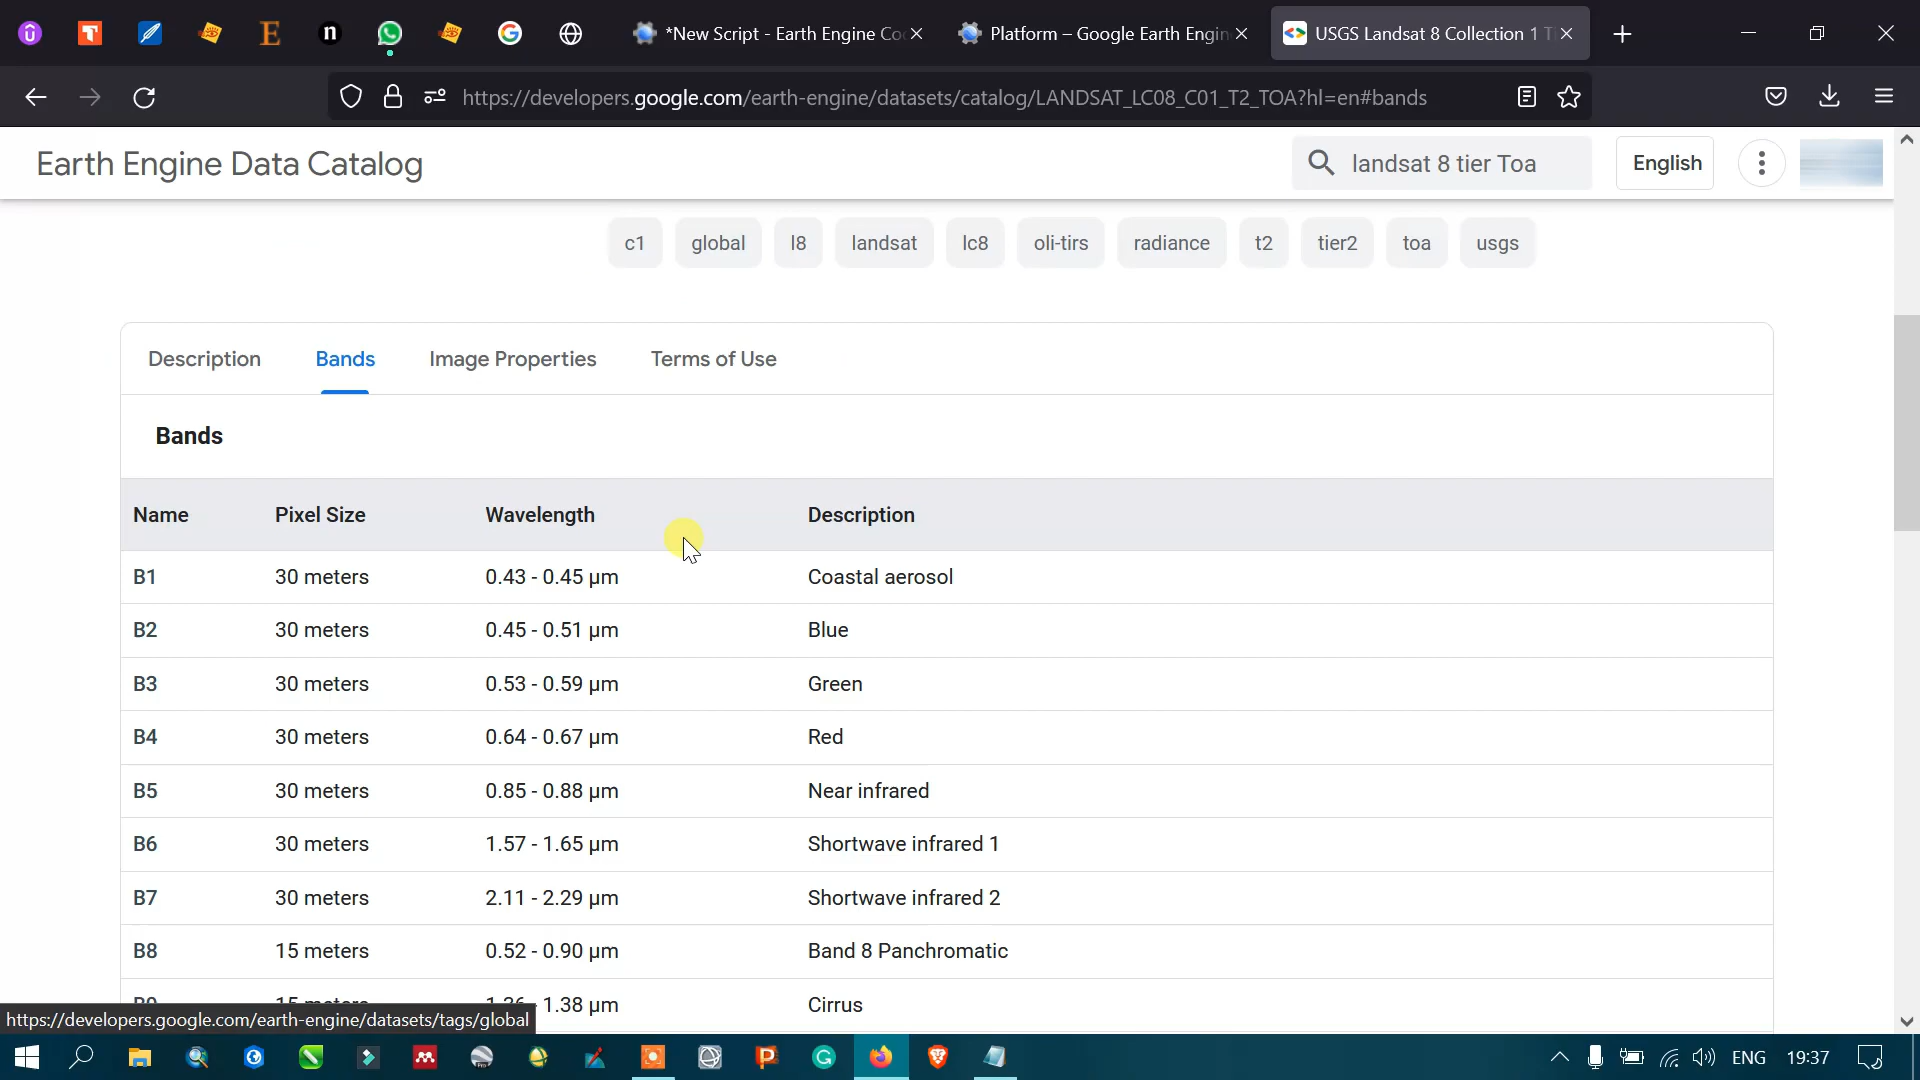 *New Script - Earth Engine Co
Platform – Google Earth Engin
USGS Landsat 8 Collection 1 T
https://developers.google.com/earth-engine/datasets/catalog/LANDSAT_LC08_C01_T2_TOA?hl=en#bands
Earth Engine Data Catalog
landsat 8 tier Toa
English
c1 global l8 landsat lc8 oli-tirs radiance t2 tier2 toa usgs
Description Bands Image Properties Terms of Use
Bands
Name Pixel Size Wavelength Description
B1 30 meters 0.43 - 0.45 µm Coastal aerosol
B2 30 meters 0.45 - 0.51 µm Blue
B3 30 meters 0.53 - 0.59 µm Green
B4 30 meters 0.64 - 0.67 µm Red
B5 30 meters 0.85 - 0.88 µm Near infrared
B6 30 meters 1.57 - 1.65 µm Shortwave infrared 1
B7 30 meters 2.11 - 2.29 µm Shortwave infrared 2
B8 15 meters 0.52 - 0.90 µm Band 8 Panchromatic
B9 15 meters 1.36 - 1.38 µm Cirrus
https://developers.google.com/earth-engine/datasets/tags/global
ENG 19:37